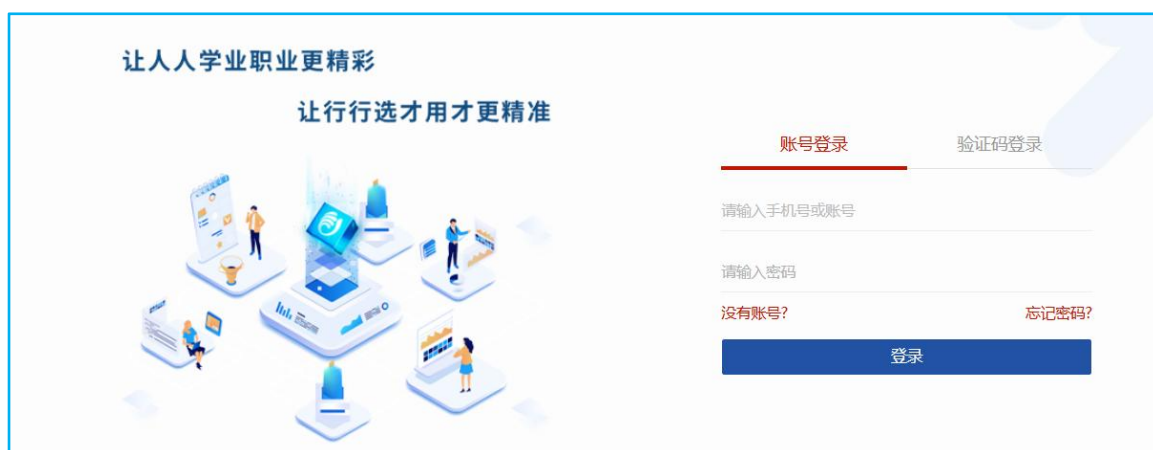 让人人学业职业更精彩
让行行选才用才更精准
账号登录 验证码登录
请输入手机号或账号
请输入密码
没有账号? 忘记密码?
登录